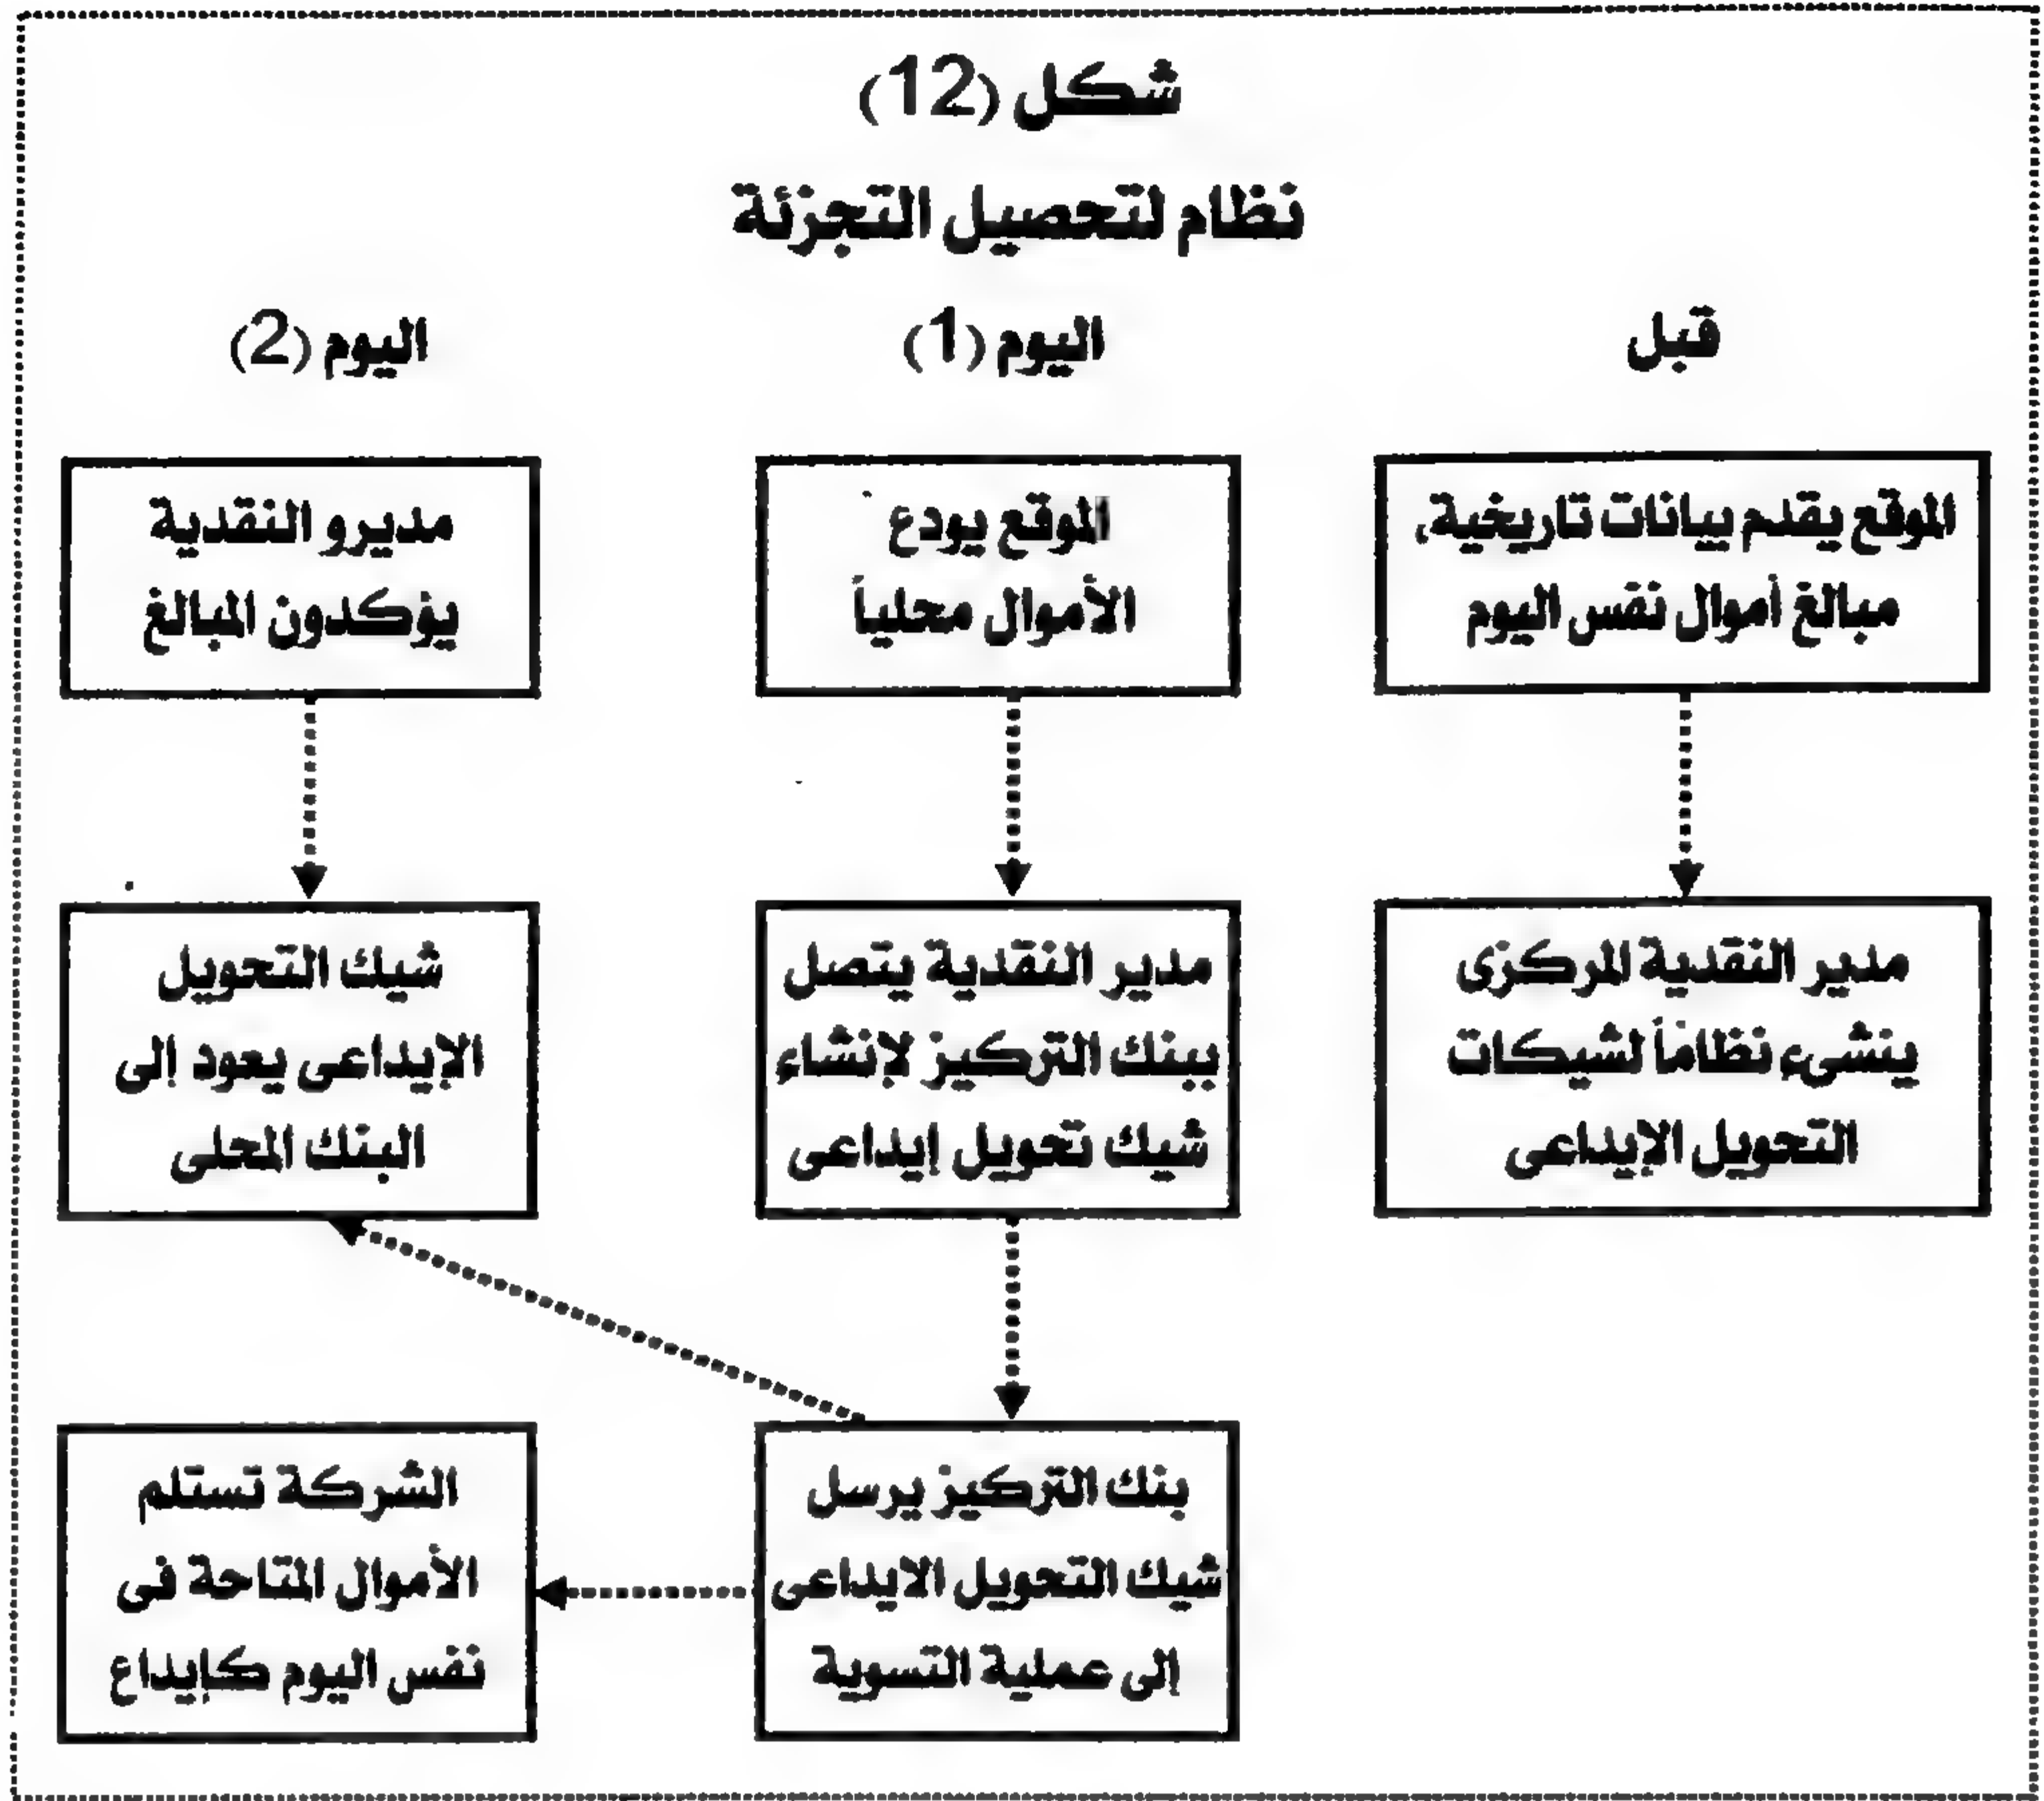 شكل (12)
نظام لتحصيل التجزئة
قبل
اليوم (1)
اليوم (2)
الموقع يقدم بيانات تاريخية،
مبالغ أموال نفس اليوم
مدير النقدية المركزى
ينشىء نظاماً لشيكات
التحويل الإيداعى
الموقع يودع
الأموال محلياً
مدير النقدية يتصل
ببنك التركيز لإنشاء
شيك تحويل إيداعى
بنك التركيز يرسل
شيك التحويل الايداعى
إلى عملية التسوية
مديرو النقدية
يؤكدون المبالغ
شيك التحويل
الإيداعى يعود إلى
البنك المحلى
الشركة تستلم
الأموال المتاحة فى
نفس اليوم كإيداع